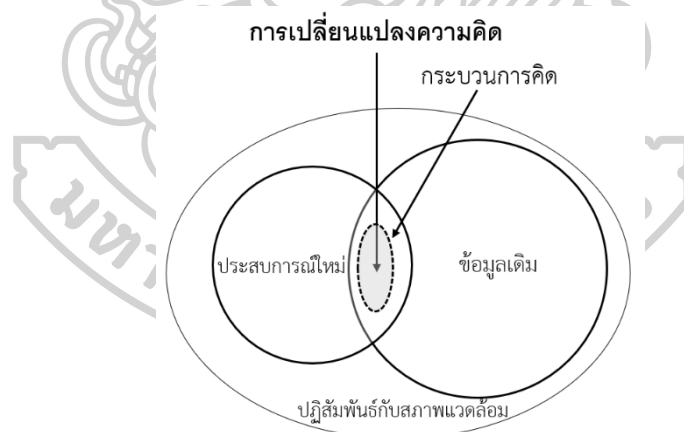 การเปลี่ยนแปลงความคิด
กระบวนการคิด
ประสบการณ์ใหม่
ข้อมูลเดิม
ปฏิสัมพันธ์กับสภาพแวดล้อม